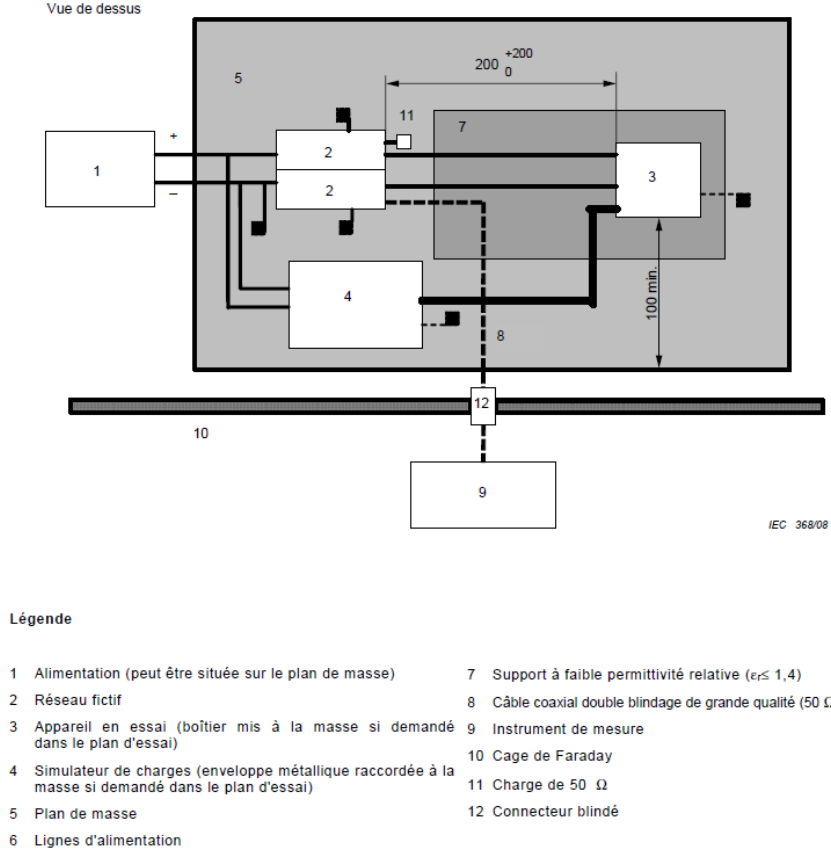 Vue de dessus
200 +200
0
5
11
7
+
1
2
3
–
2
4
100 min.
8
12
10
9
IEC 368/08
Légende
1 Alimentation (peut être située sur le plan de masse)
2 Réseau fictif
3 Appareil en essai (boîtier mis à la masse si demandé
dans le plan d'essai)
4 Simulateur de charges (enveloppe métallique raccordée à la
masse si demandé dans le plan d'essai)
5 Plan de masse
6 Lignes d'alimentation
7 Support à faible permittivité relative (εr≤ 1,4)
8 Câble coaxial double blindage de grande qualité (50 Ω
9 Instrument de mesure
10 Cage de Faraday
11 Charge de 50 Ω
12 Connecteur blindé